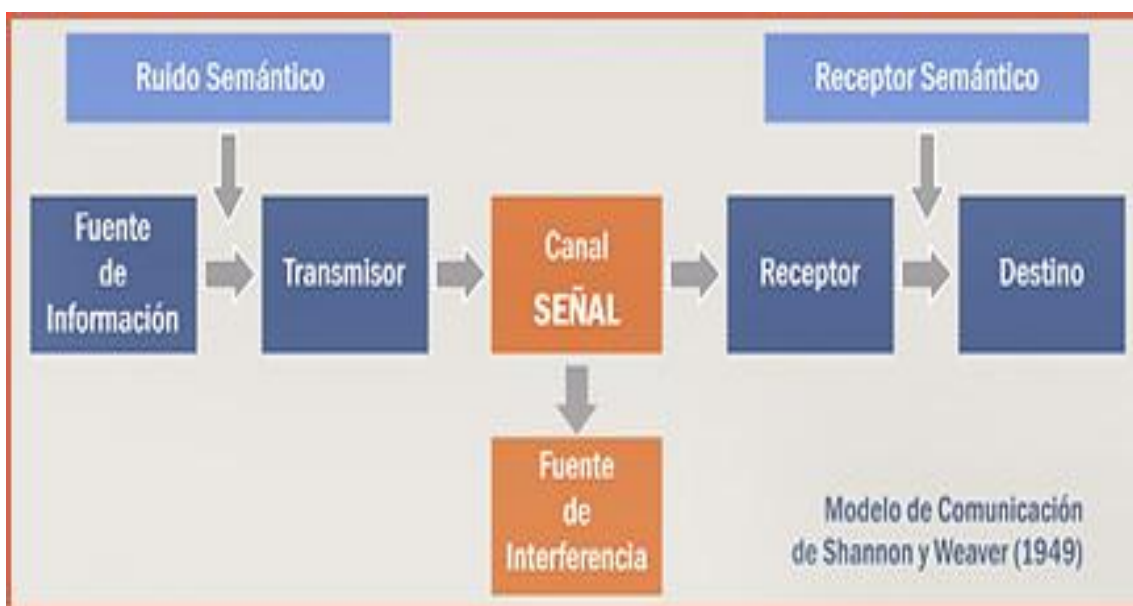 Ruido Semántico
Receptor Semántico
Fuente
de
Información
Transmisor
Canal
SEÑAL
Receptor
Destino
Fuente
de
Interferencia
Modelo de Comunicación
de Shannon y Weaver (1949)